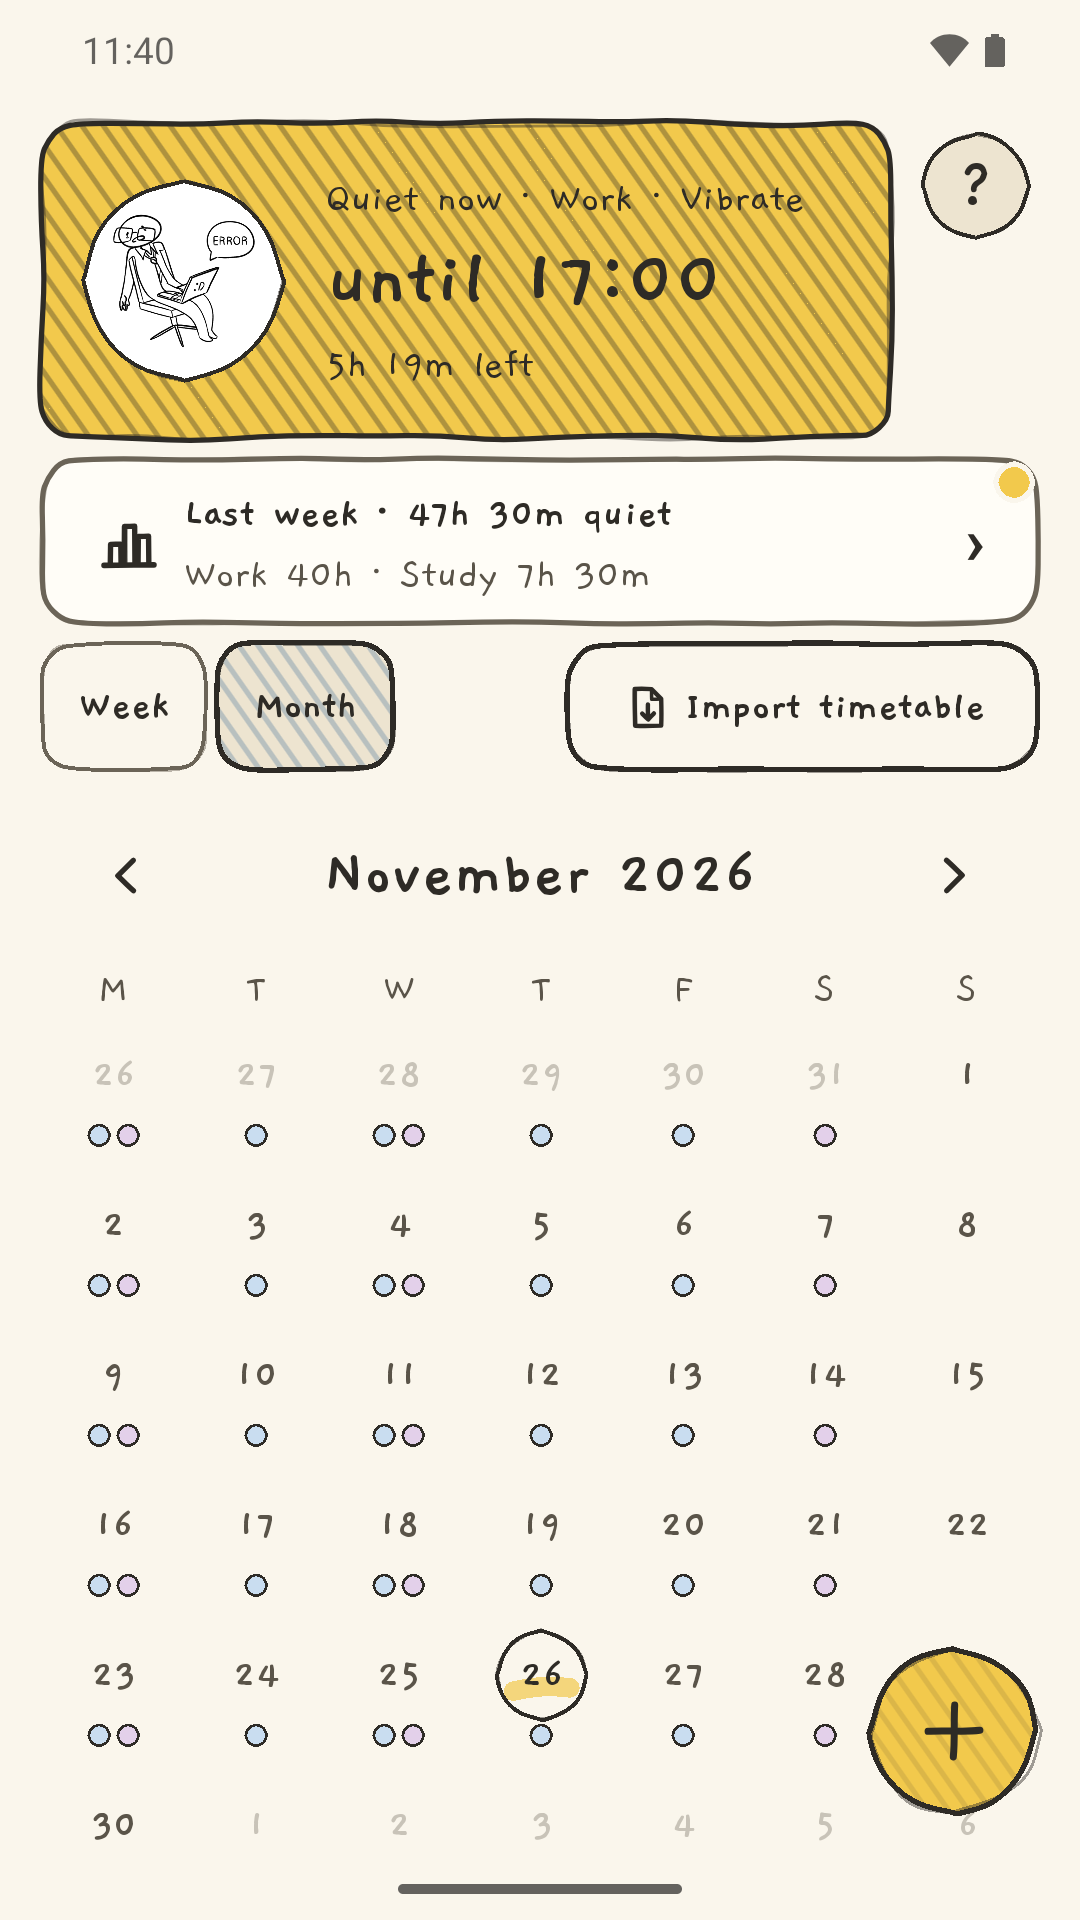 11:40
Quiet now · Work · Vibrate
until 17:00
5h 19m left
ERROR
:D
?
Last week · 47h 30m quiet
Work 40h · Study 7h 30m
Week
Month
Import timetable
November 2026
M T W T F S S
26 27 28 29 30 31 1
2 3 4 5 6 7 8
9 10 11 12 13 14 15
16 17 18 19 20 21 22
23 24 25 26 27 28
30 1 2 3 4 5 6